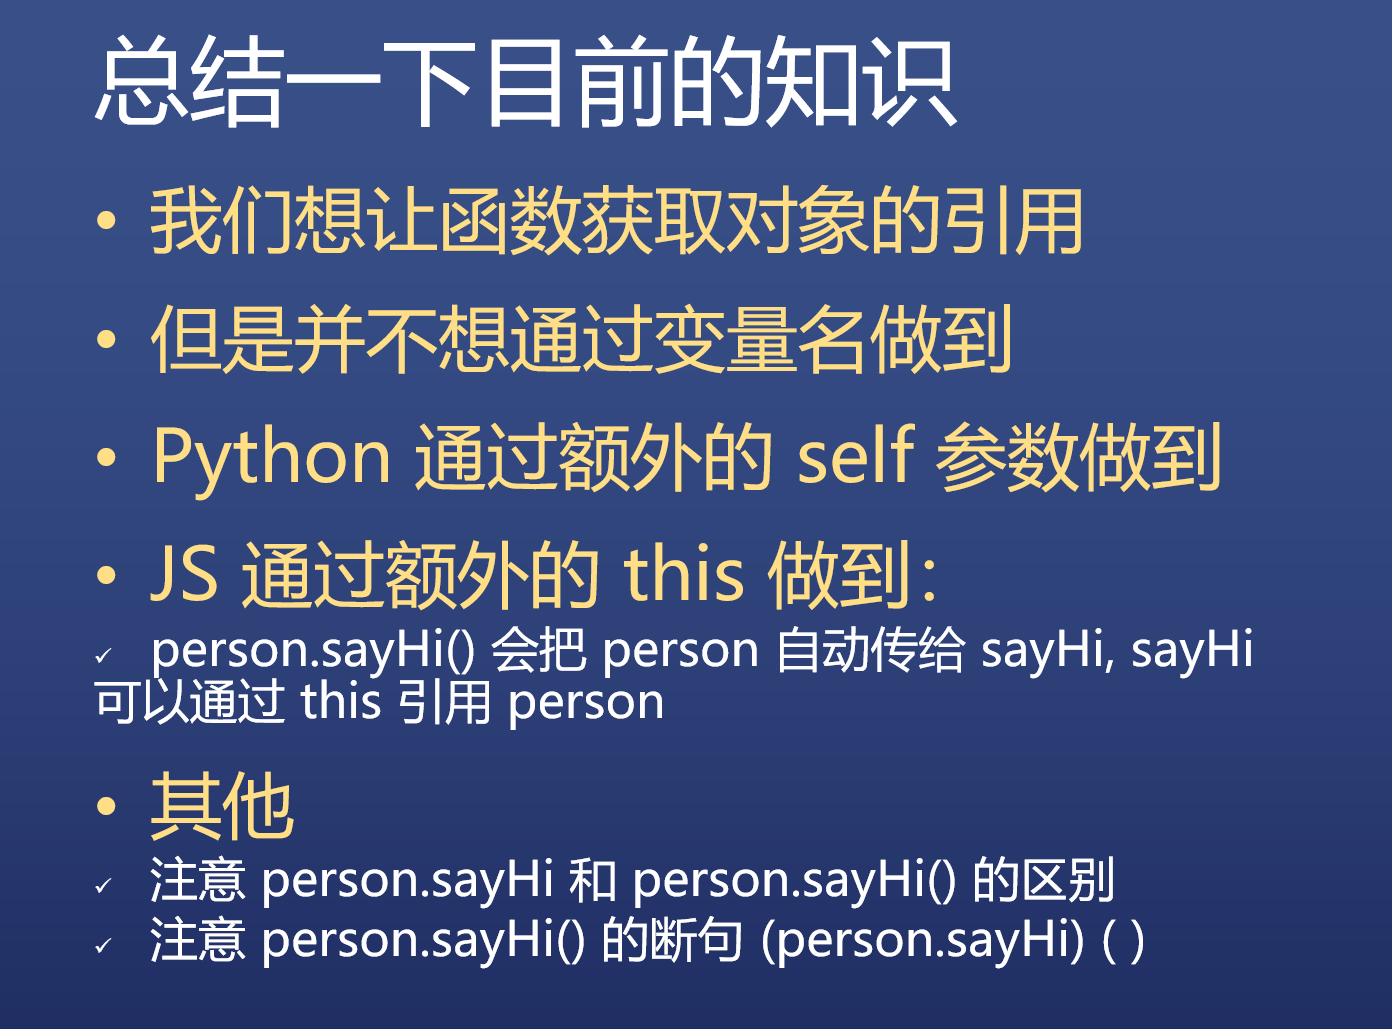 总结一下目前的知识
• 我们想让函数获取对象的引用
• 但是并不想通过变量名做到
• Python 通过额外的 self 参数做到
• JS 通过额外的 this 做到：
✓ person.sayHi() 会把 person 自动传给 sayHi, sayHi
可以通过 this 引用 person
• 其他
✓ 注意 person.sayHi 和 person.sayHi() 的区别
✓ 注意 person.sayHi() 的断句 (person.sayHi) ( )